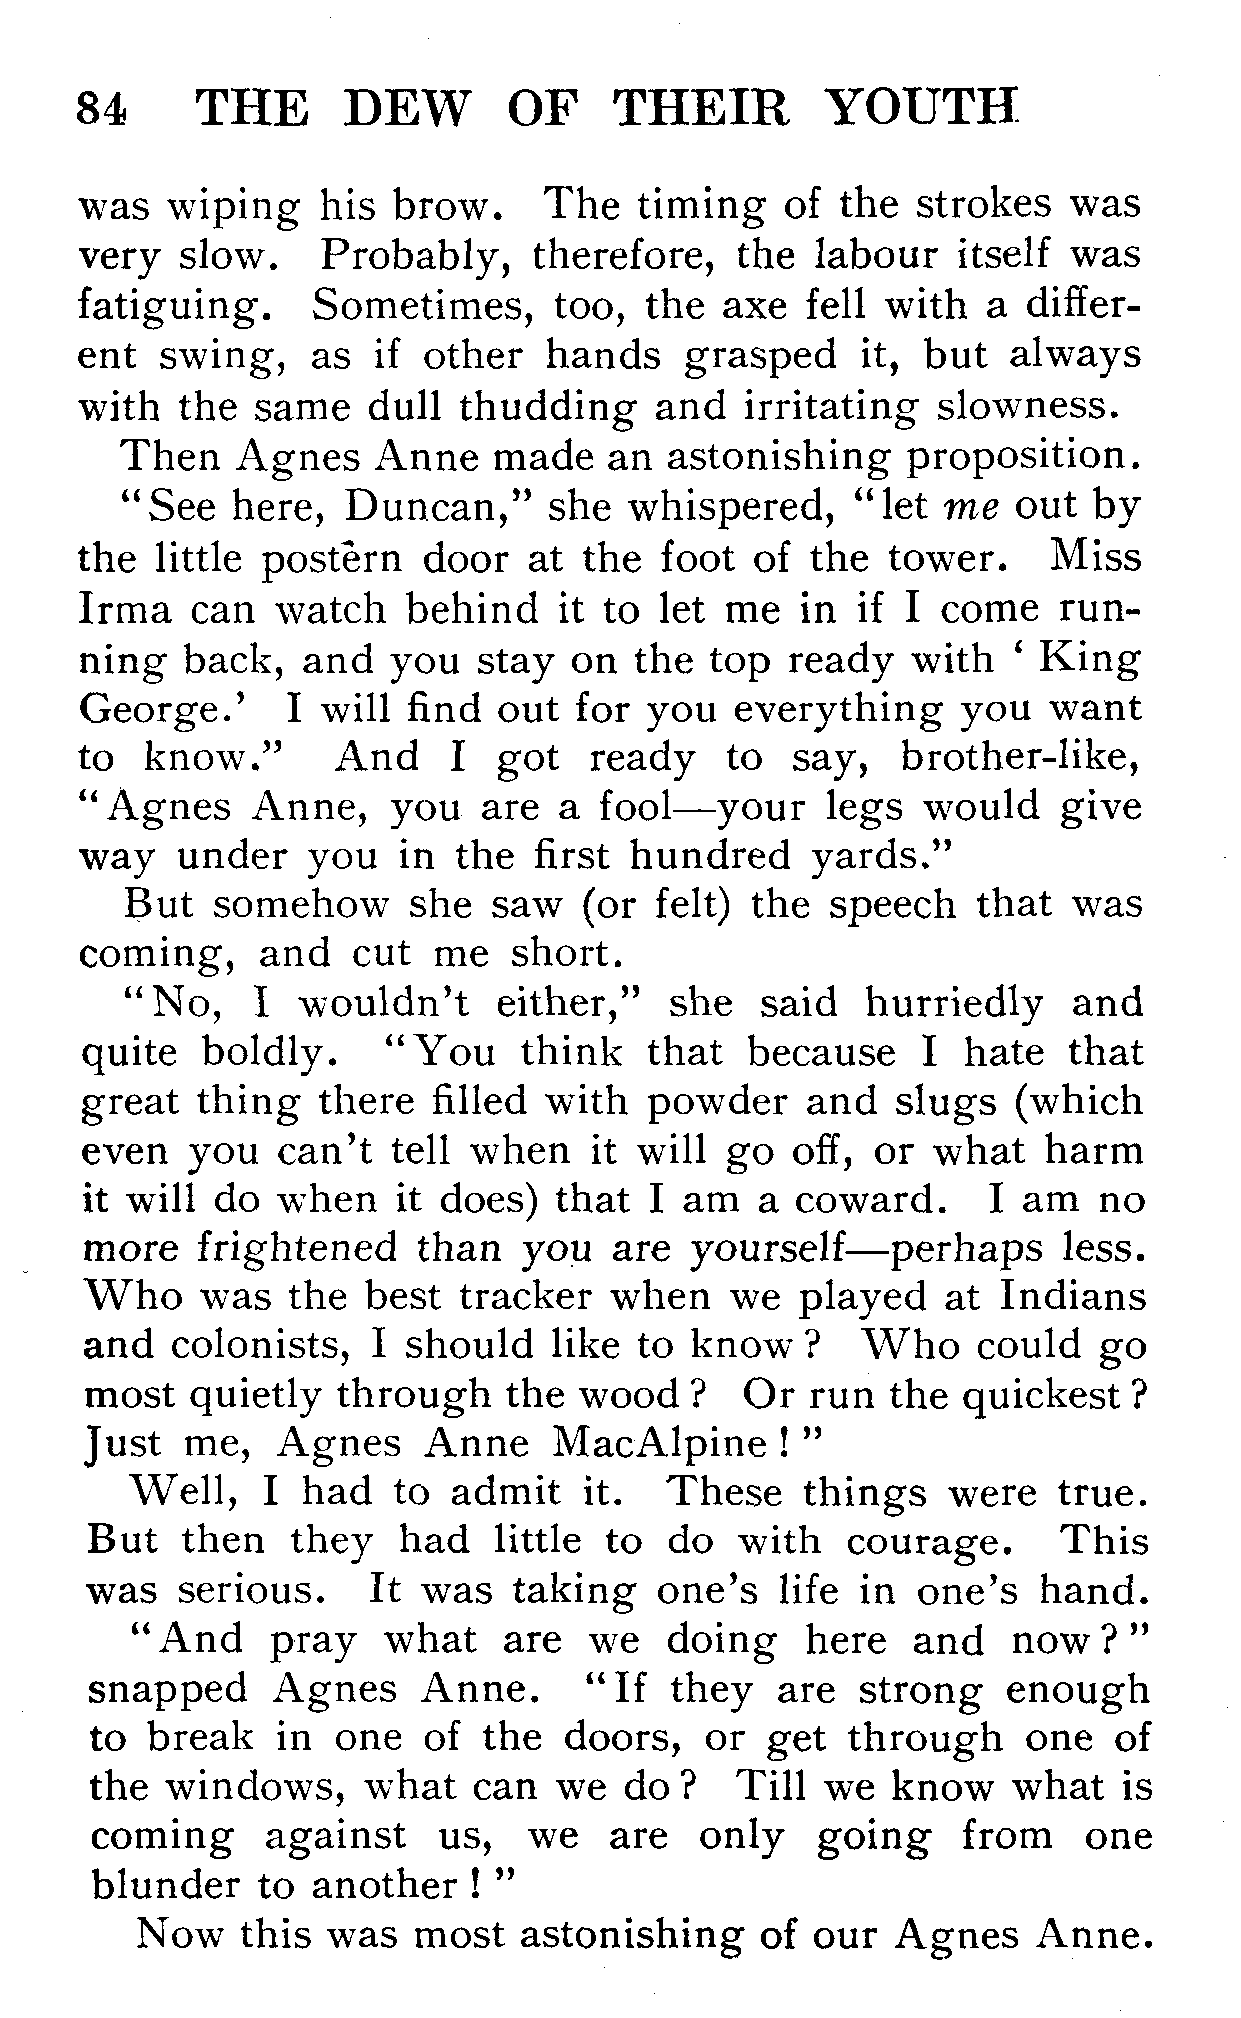 84 THE DEW OF THEIR YOUTH
was wiping his brow. The timing of the strokes was
very slow. Probably, therefore, the labour itself was
fatiguing. Sometimes, too, the axe fell with a differ-
ent swing, as if other hands grasped it, but always
with the same dull thudding and irritating slowness.
Then Agnes Anne made an astonishing proposition.
"See here, Duncan," she whispered, "let me out by
the little postern door at the foot of the tower. Miss
Irma can watch behind it to let me in if I come run-
ning back, and you stay on the top ready with ‘King
George.’ I will find out for you everything you want
to know." And I got ready to say, brother-like,
"Agnes Anne, you are a fool—your legs would give
way under you in the first hundred yards."
But somehow she saw (or felt) the speech that was
coming, and cut me short.
"No, I wouldn't either," she said hurriedly and
quite boldly. "You think that because I hate that
great thing there filled with powder and slugs (which
even you can't tell when it will go off, or what harm
it will do when it does) that I am a coward. I am no
more frightened than you are yourself—perhaps less.
Who was the best tracker when we played at Indians
and colonists, I should like to know? Who could go
most quietly through the wood? Or run the quickest?
Just me, Agnes Anne MacAlpine!"
Well, I had to admit it. These things were true.
But then they had little to do with courage. This
was serious. It was taking one's life in one's hand.
"And pray what are we doing here and now?"
snapped Agnes Anne. "If they are strong enough
to break in one of the doors, or get through one of
the windows, what can we do? Till we know what is
coming against us, we are only going from one
blunder to another!"
Now this was most astonishing of our Agnes Anne.